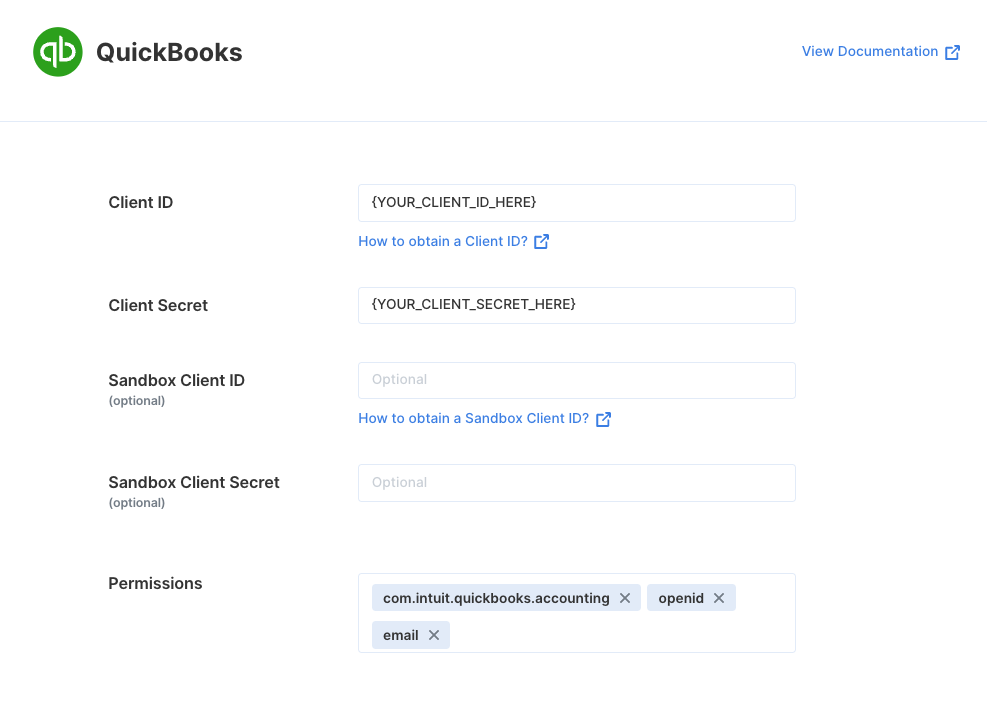 qb QuickBooks
View Documentation
Client ID
{YOUR_CLIENT_ID_HERE}
How to obtain a Client ID?
Client Secret
{YOUR_CLIENT_SECRET_HERE}
Sandbox Client ID
(optional)
Optional
How to obtain a Sandbox Client ID?
Sandbox Client Secret
(optional)
Optional
Permissions
com.intuit.quickbooks.accounting
openid
email